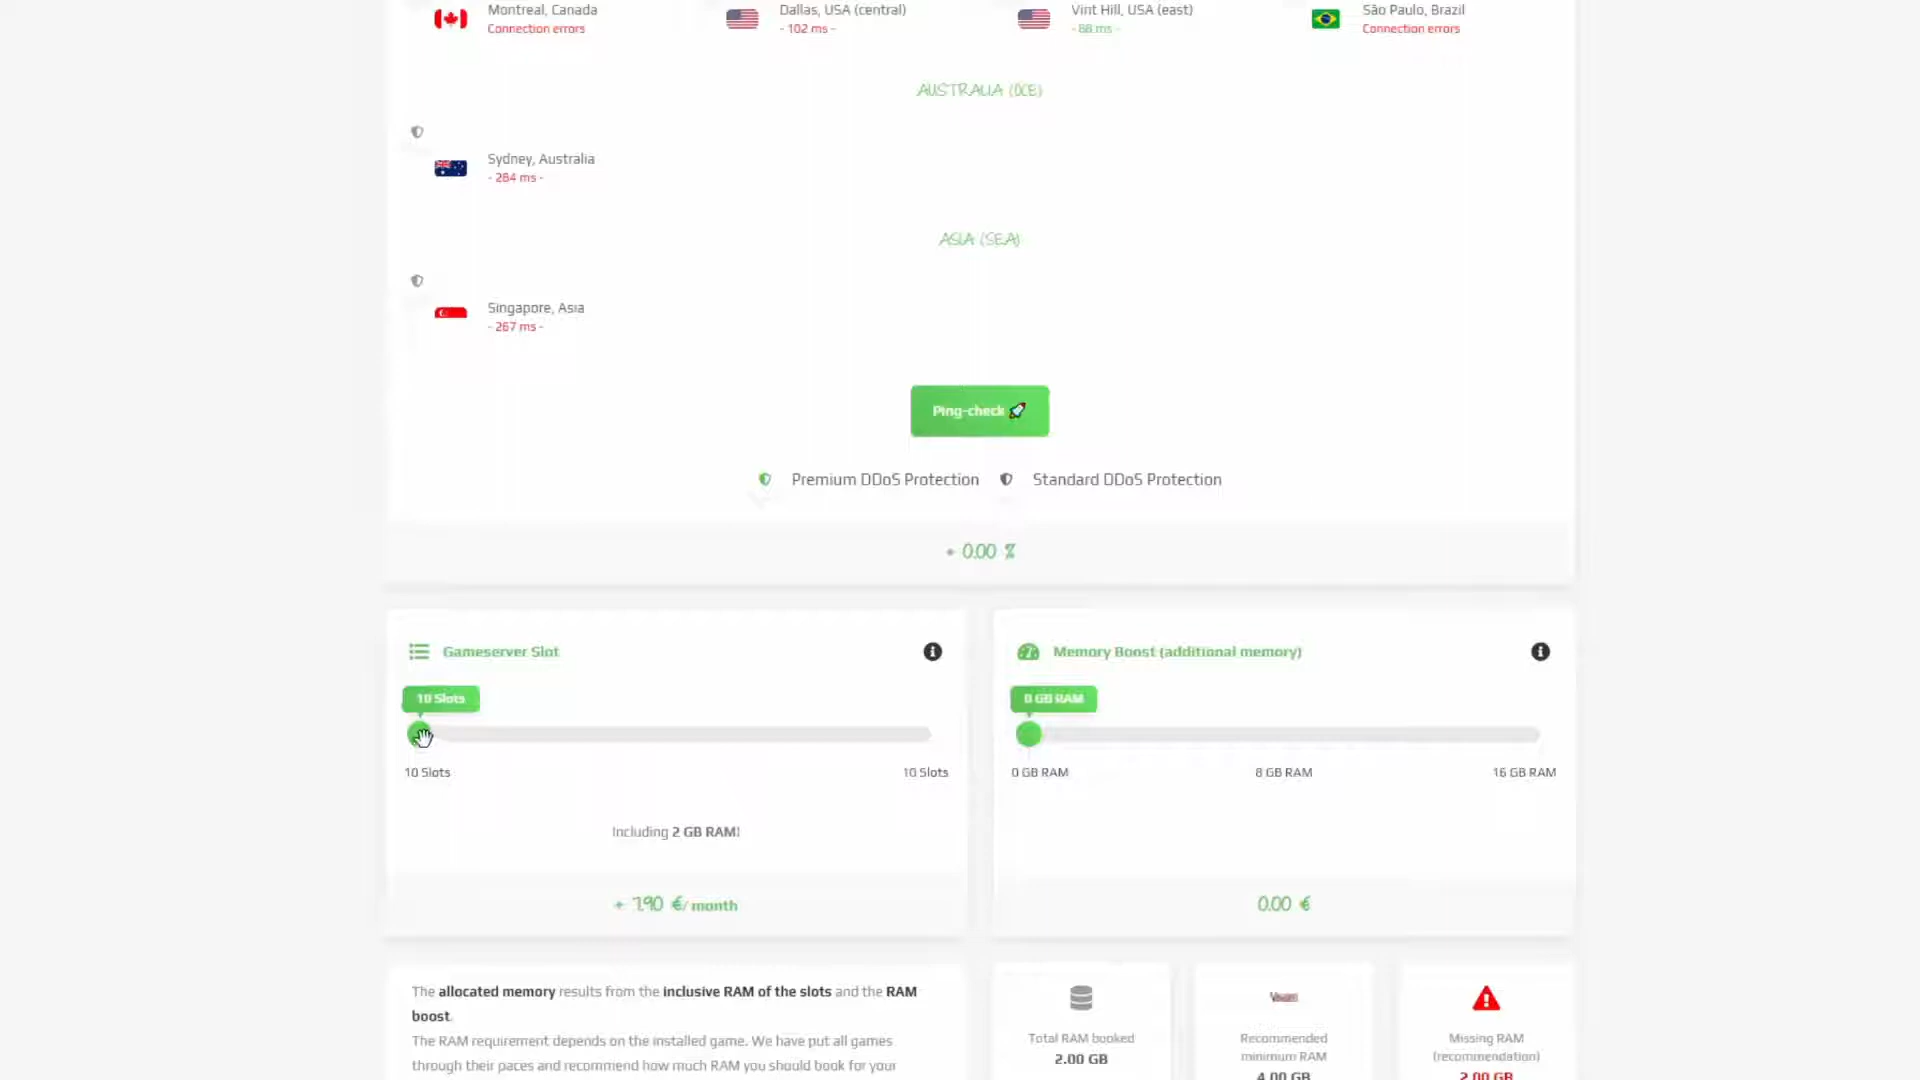 Montreal, Canada
Connection errors
Dallas, USA (central)
- 102 ms -
Vint Hill, USA (east)
- 88 ms -
São Paulo, Brazil
Connection errors
AUSTRALIA (OCE)
Sydney, Australia
- 284 ms -
ASIA (SEA)
Singapore, Asia
- 267 ms -
Ping-check
Premium DDoS Protection
Standard DDoS Protection
+ 0.00 %
Gameserver Slot
10 Slots
10 Slots
10 Slots
Including 2 GB RAM!
+ 1.90 €/ month
Memory Boost (additional memory)
0 GB RAM
0 GB RAM
8 GB RAM
16 GB RAM
0.00 €
The allocated memory results from the inclusive RAM of the slots and the RAM
boost.
The RAM requirement depends on the installed game. We have put all games
through their paces and recommend how much RAM you should book for your
Total RAM booked
2.00 GB
Recommended
minimum RAM
4.00 GB
Missing RAM
(recommendation)
2.00 GB